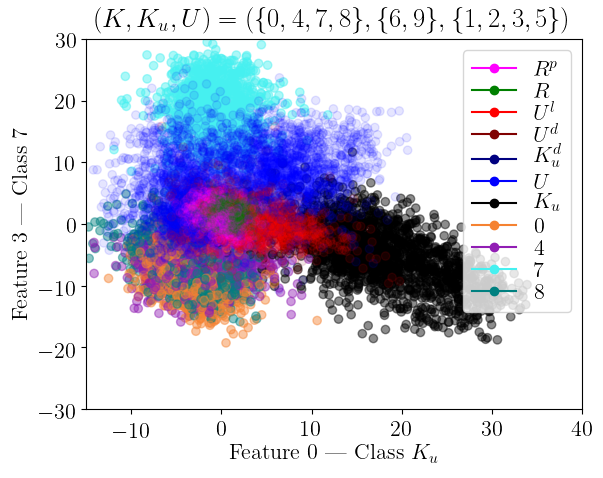 (K, K_u, U) = ({0, 4, 7, 8}, {6, 9}, {1, 2, 3, 5})
30
20
10
0
−10
−20
−30
Feature 3 — Class 7
R^p
R
U^l
U^d
K_u^d
U
K_u
0
4
7
8
−10 0 10 20 30 40
Feature 0 — Class K_u